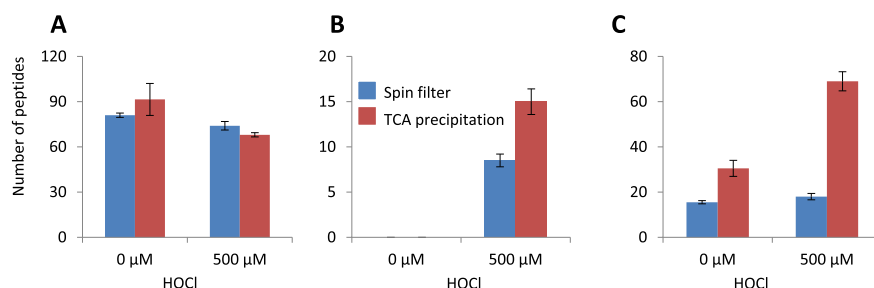 A
B
C
Number of peptides
120
90
60
30
0
0 µM
500 µM
HOCl
20
15
10
5
0
Spin filter
TCA precipitation
0 µM
500 µM
HOCl
80
60
40
20
0
0 µM
500 µM
HOCl